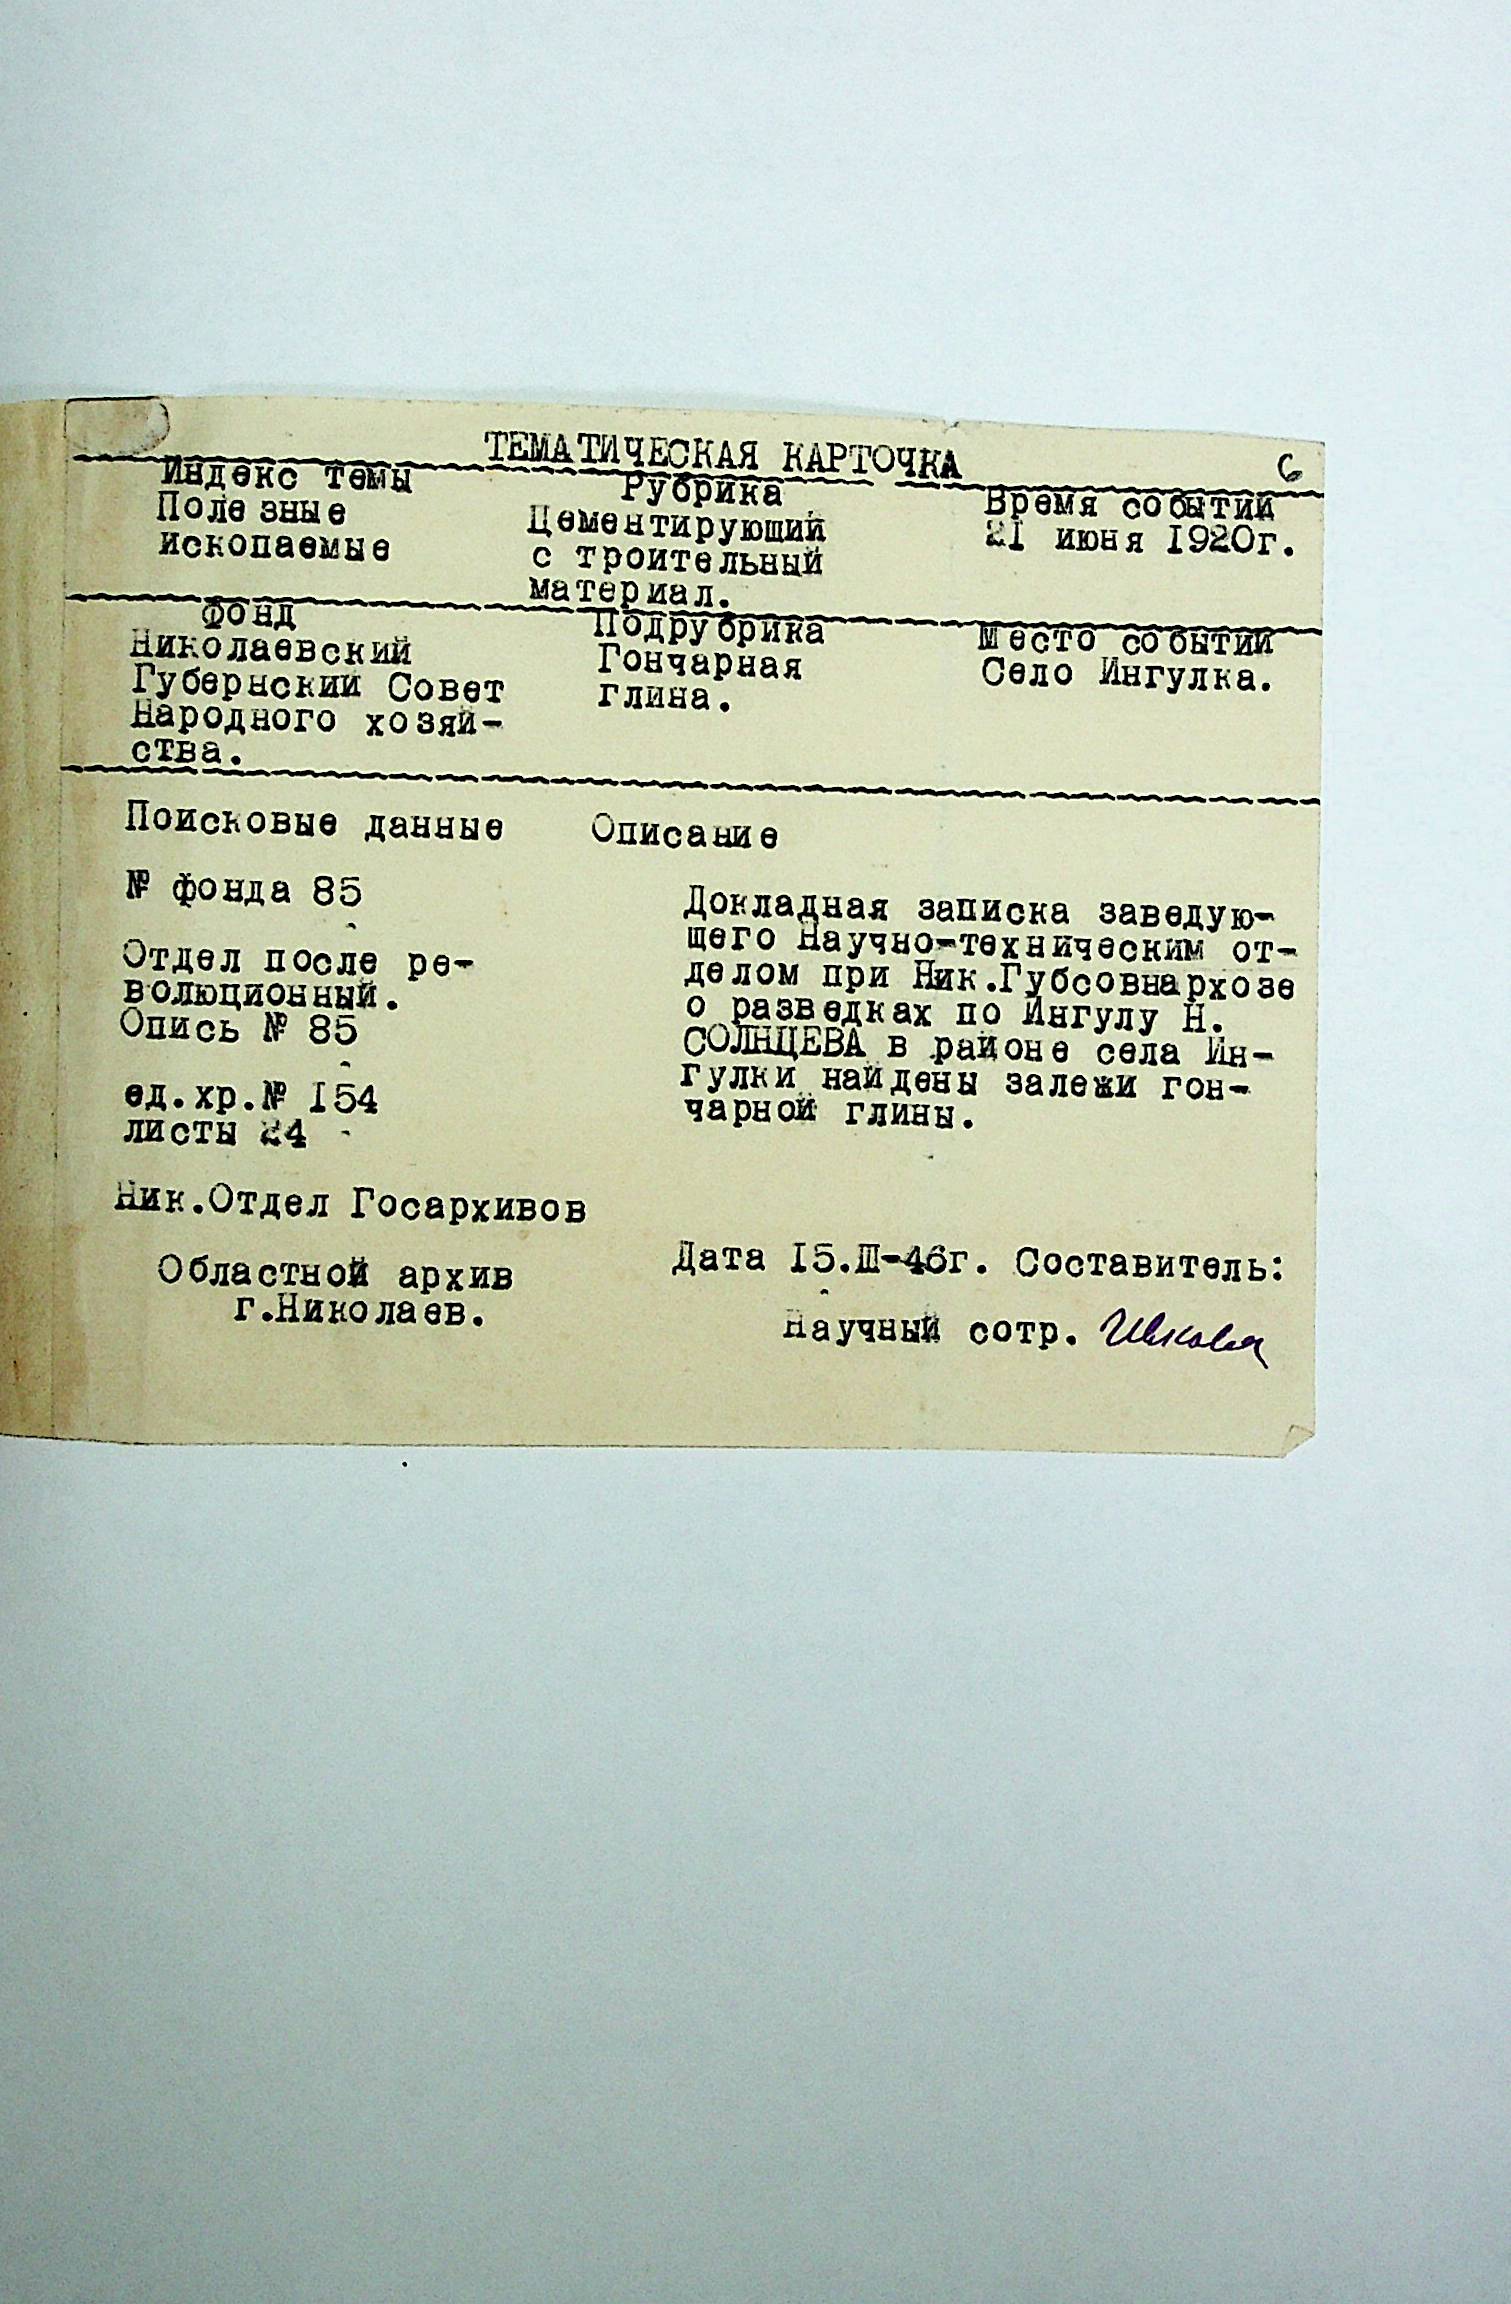 ТЕМАТИЧЕСКАЯ КАРТОЧКА
6
Индекс темы
Полезные
ископаемые
Рубрика
Цементирующий
строительный
материал.
Время событий
21 июня 1920г.
Фонд
Николаевский
Губернский Совет
Народного хозяй-
ства.
Подрубрика
Гончарная
глина.
Место событий
Село Ингулка.
Поисковые данные
№ фонда 85
Отдел после ре-
волюционный.
Опись № 85
ед.хр.№ 154
листы 24
Ник.Отдел Госархивов
Областной архив
г.Николаев.
Описание
Докладная записка заведую-
щего Научно-техническим от-
делом при Ник.Губсовнархозе
о разведках по Ингулу Н.
СОЛНЦЕВА в районе села Ин-
гулки найдены залежи гон-
чарной глины.
Дата 15.III-46г. Составитель:
Научный сотр.